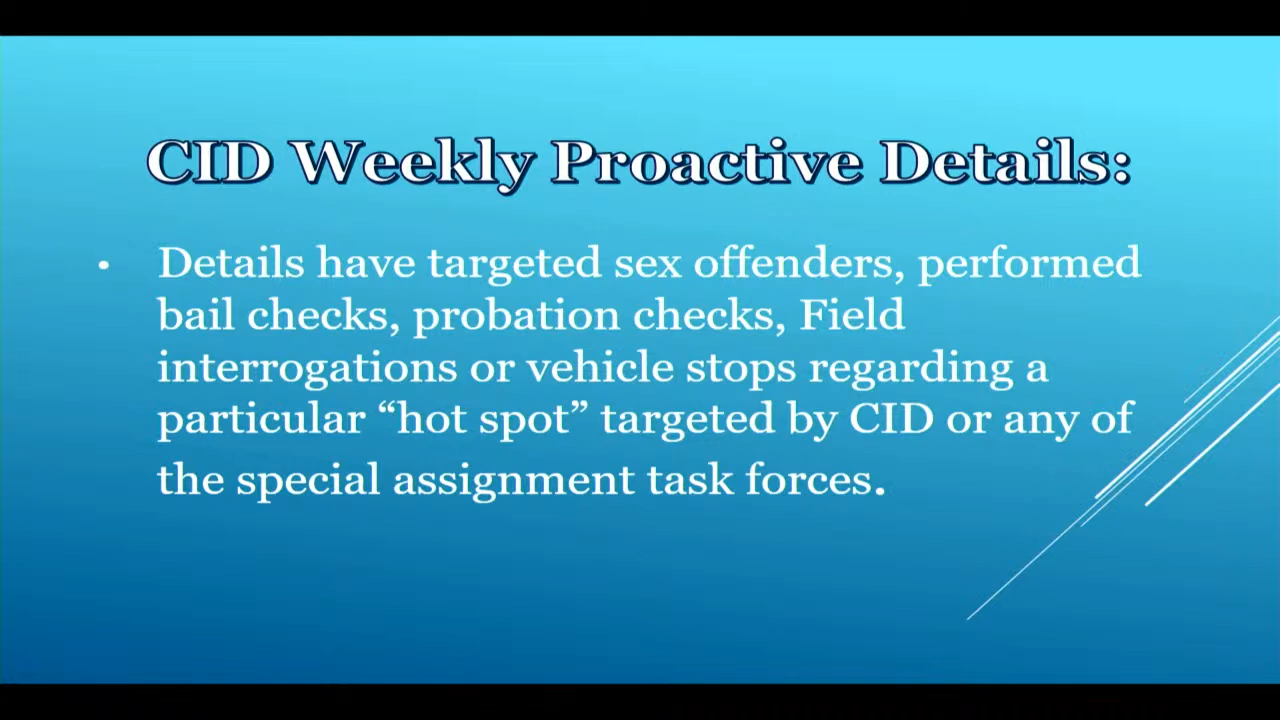 CID Weekly Proactive Details:
• Details have targeted sex offenders, performed
bail checks, probation checks, Field
interrogations or vehicle stops regarding a
particular “hot spot” targeted by CID or any of
the special assignment task forces.